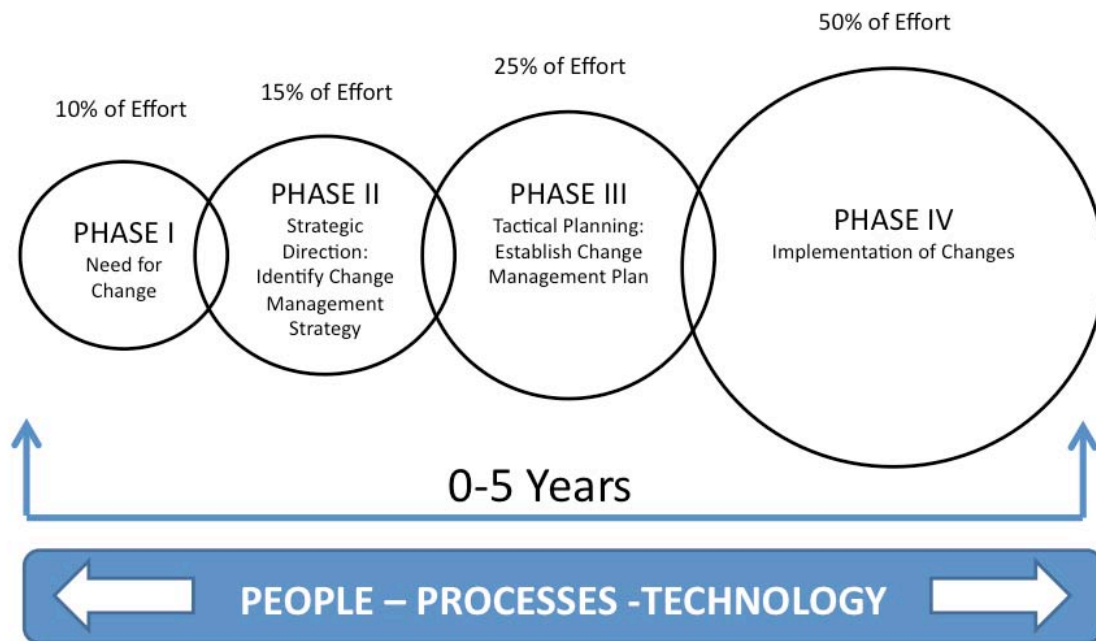 10% of Effort
15% of Effort
25% of Effort
50% of Effort
PHASE I
Need for
Change
PHASE II
Strategic
Direction:
Identify Change
Management
Strategy
PHASE III
Tactical Planning:
Establish Change
Management Plan
PHASE IV
Implementation of Changes
0-5 Years
PEOPLE – PROCESSES -TECHNOLOGY